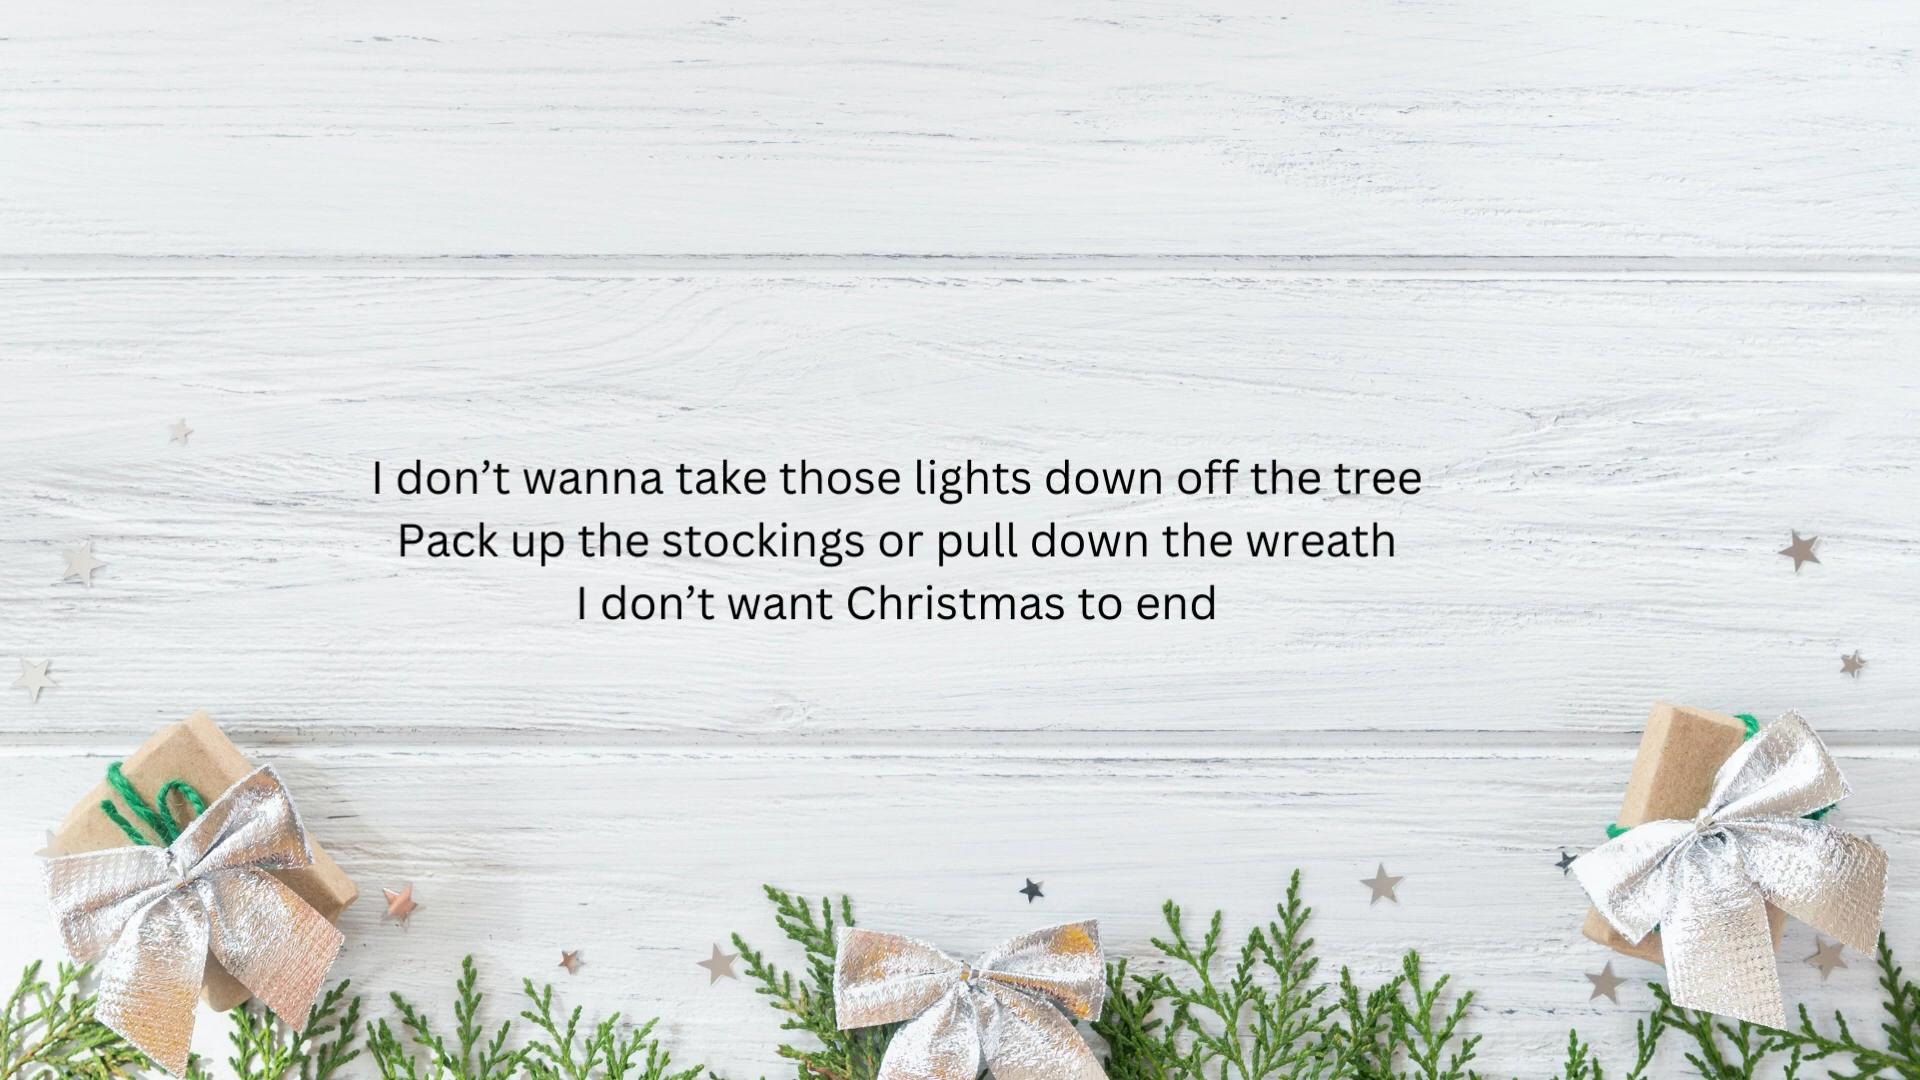 I don’t wanna take those lights down off the tree
Pack up the stockings or pull down the wreath
I don’t want Christmas to end